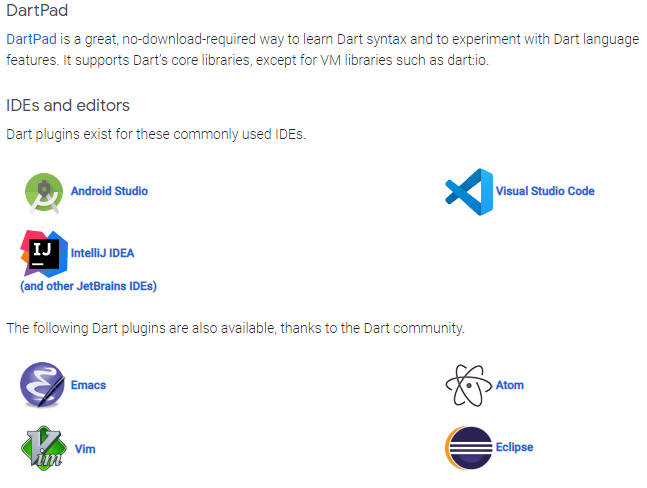 DartPad
DartPad is a great, no-download-required way to learn Dart syntax and to experiment with Dart language
features. It supports Dart's core libraries, except for VM libraries such as dart:io.
IDEs and editors
Dart plugins exist for these commonly used IDEs.
Android Studio
Visual Studio Code
IJ
IntelliJ IDEA
(and other JetBrains IDEs)
The following Dart plugins are also available, thanks to the Dart community.
Emacs
Atom
Vim
Vim
Eclipse